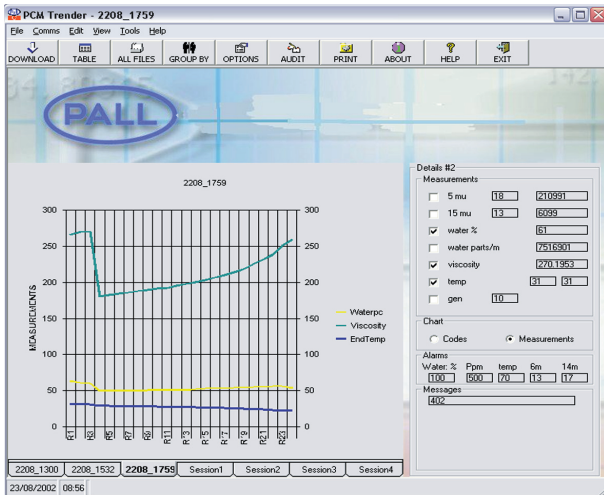 PCM Trender - 2208_1759
File Comms Edit View Tools Help
DOWNLOAD TABLE ALL FILES GROUP BY OPTIONS AUDIT PRINT ABOUT HELP EXIT
PALL
2208_1759
300 300
250 250
200 200
150 150
100 100
50 50
0 0
MEASUREMENTS
R1 R3 R5 R7 R9 R11 R13 R15 R17 R19 R21 R23
Waterpc
Viscosity
EndTemp
Details #2
Measurements
5 mu 18 210991
15 mu 13 6099
water % 61
water parts/m 7516901
viscosity 270.1953
temp 31 31
gen 10
Chart
Codes Measurements
Alarms
Water: % Ppm temp 6m 14m
100 500 70 13 17
Messages
402
2208_1300 2208_1532 2208_1759 Session1 Session2 Session3 Session4
23/08/2002 08:56